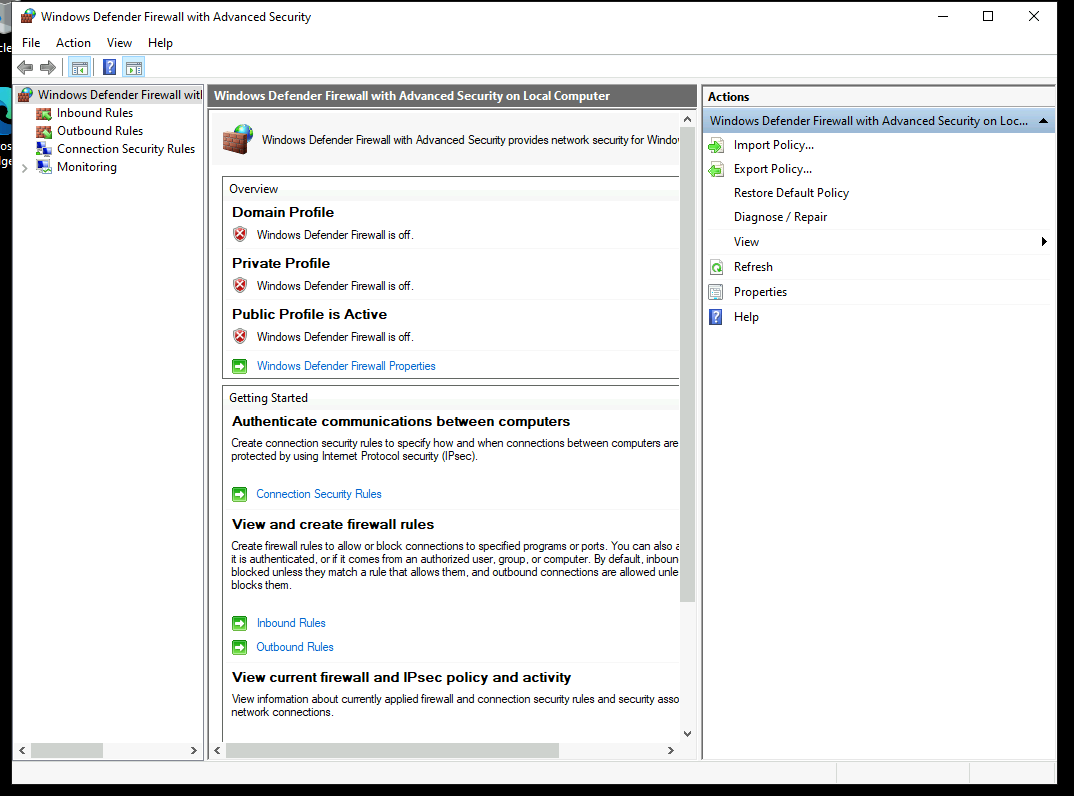 Windows Defender Firewall with Advanced Security
File Action View Help
Windows Defender Firewall wit
Inbound Rules
Outbound Rules
Connection Security Rules
Monitoring
Windows Defender Firewall with Advanced Security on Local Computer
Windows Defender Firewall with Advanced Security provides network security for Window
Overview
Domain Profile
Windows Defender Firewall is off.
Private Profile
Windows Defender Firewall is off.
Public Profile is Active
Windows Defender Firewall is off.
Windows Defender Firewall Properties
Getting Started
Authenticate communications between computers
Create connection security rules to specify how and when connections between computers are
protected by using Internet Protocol security (IPsec).
Connection Security Rules
View and create firewall rules
Create firewall rules to allow or block connections to specified programs or ports. You can also a
it is authenticated, or if it comes from an authorized user, group, or computer. By default, inboun
blocked unless they match a rule that allows them, and outbound connections are allowed unle
blocks them.
Inbound Rules
Outbound Rules
View current firewall and IPsec policy and activity
View information about currently applied firewall and connection security rules and security asso
network connections.
Actions
Windows Defender Firewall with Advanced Security on Loc...
Import Policy...
Export Policy...
Restore Default Policy
Diagnose / Repair
View
Refresh
Properties
Help